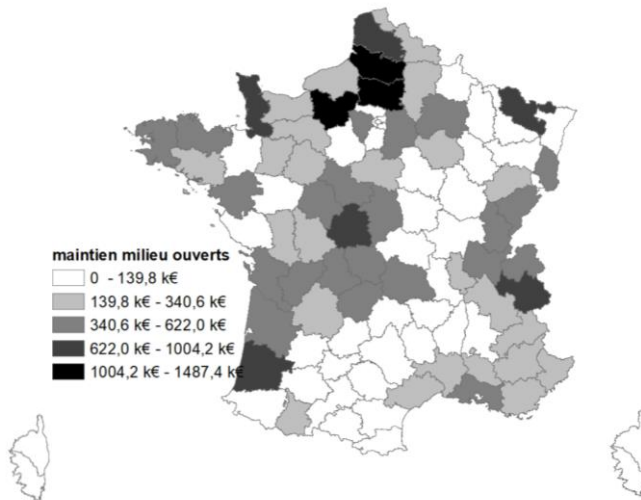 maintien milieu ouverts
0 - 139,8 k€
139,8 k€ - 340,6 k€
340,6 k€ - 622,0 k€
622,0 k€ - 1004,2 k€
1004,2 k€ - 1487,4 k€